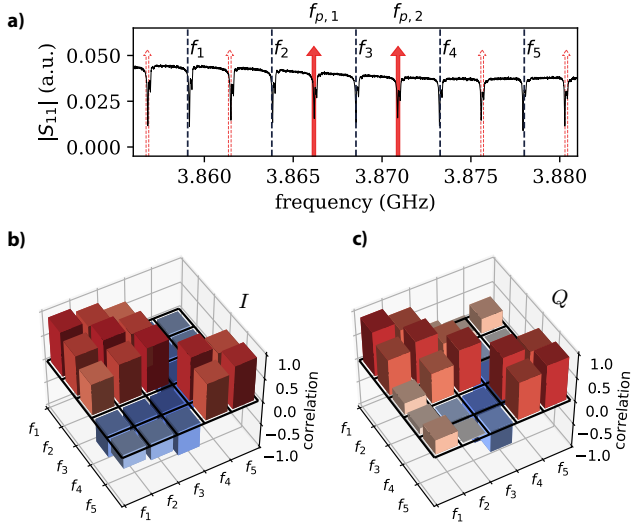 a)
f_{p, 1} f_{p, 2}
f_1 f_2 f_3 f_4 f_5
|S_{11}| (a.u.)
0.050
0.025
0.000
3.860 3.865 3.870 3.875 3.880
frequency (GHz)
b)
I
1.0
0.5
0.0
−0.5
−1.0
correlation
f_1
f_2
f_3
f_4
f_5
f_1
f_2
f_3
f_4
f_5
c)
Q
1.0
0.5
0.0
−0.5
−1.0
correlation
f_1
f_2
f_3
f_4
f_5
f_1
f_2
f_3
f_4
f_5